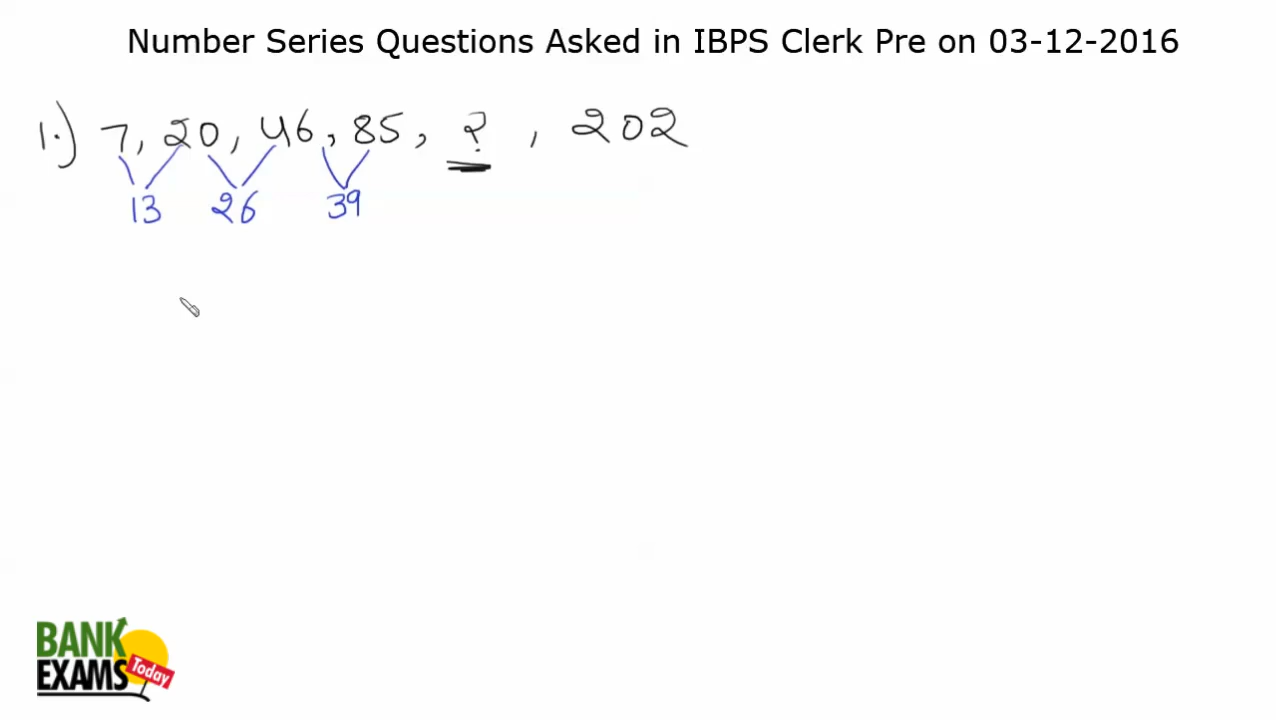 Number Series Questions Asked in IBPS Clerk Pre on 03-12-2016
1.) 7, 20, 46, 85, ?, 202
13 26 39
BANK
EXAMS Today